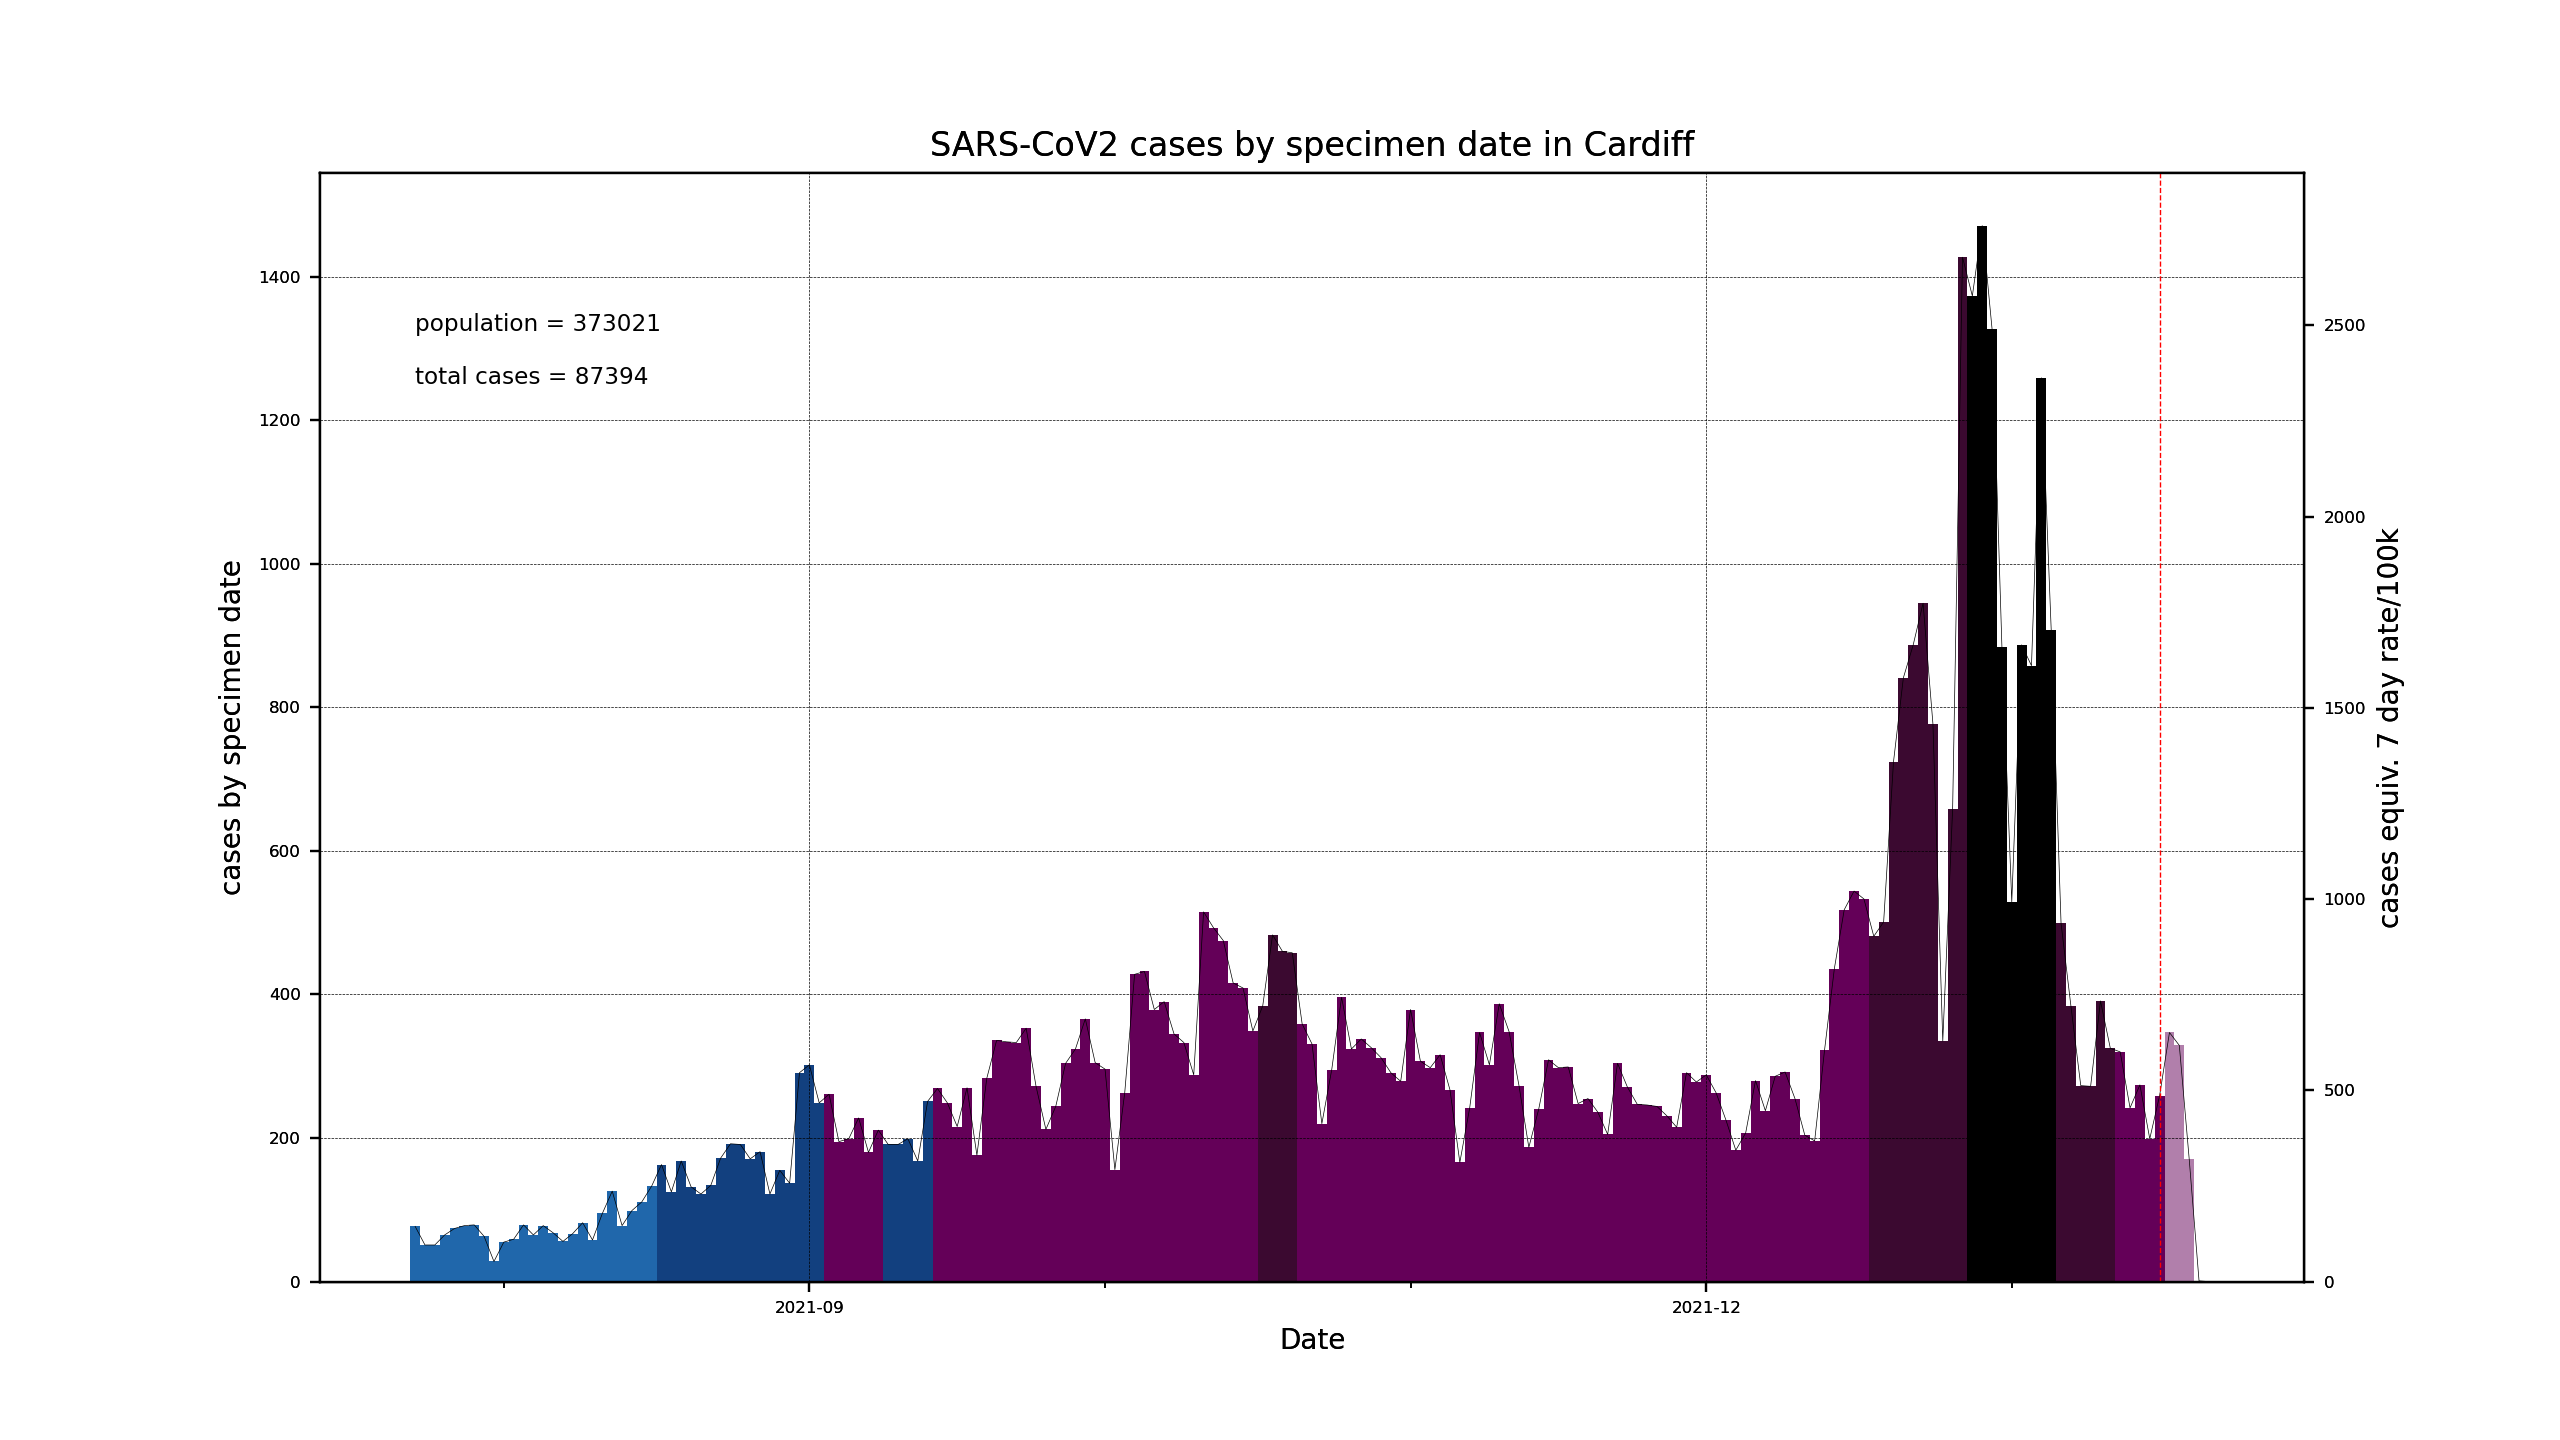 SARS-CoV2 cases by specimen date in Cardiff
population = 373021
total cases = 87394
cases by specimen date
1400
1200
1000
800
600
400
200
0
2500
2000
1500
1000
500
0
cases equiv. 7 day rate/100k
2021-09
2021-12
Date